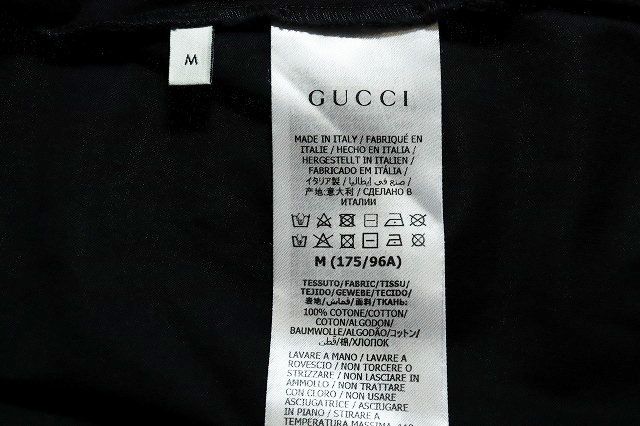 M
GUCCI
MADE IN ITALY / FABRIQUÉ EN
ITALIE / HECHO EN ITALIA /
HERGESTELLT IN ITALIEN /
FABRICADO EM ITÁLIA /
イタリア製 / صنع في إيطاليا /
产地:意大利 / СДЕЛАНО В
ИТАЛИИ
M (175/96A)
TESSUTO/FABRIC/TISSU/
TEJIDO/GEWEBE/TECIDO/
表地/قماش/面料/ТКАНЬ:
100% COTONE/COTTON/
COTON/ALGODON/
BAUMWOLLE/ALGODÃO/コットン/
قطن/棉/ХЛОПОК
LAVARE A MANO / LAVARE A
ROVESCIO / NON TORCERE O
STRIZZARE / NON LASCIARE IN
AMMOLLO / NON TRATTARE
CON CLORO / NON USARE
ASCIUGATRICE / ASCIUGARE
IN PIANO / STIRARE A
TEMPERATURA MASSIMA